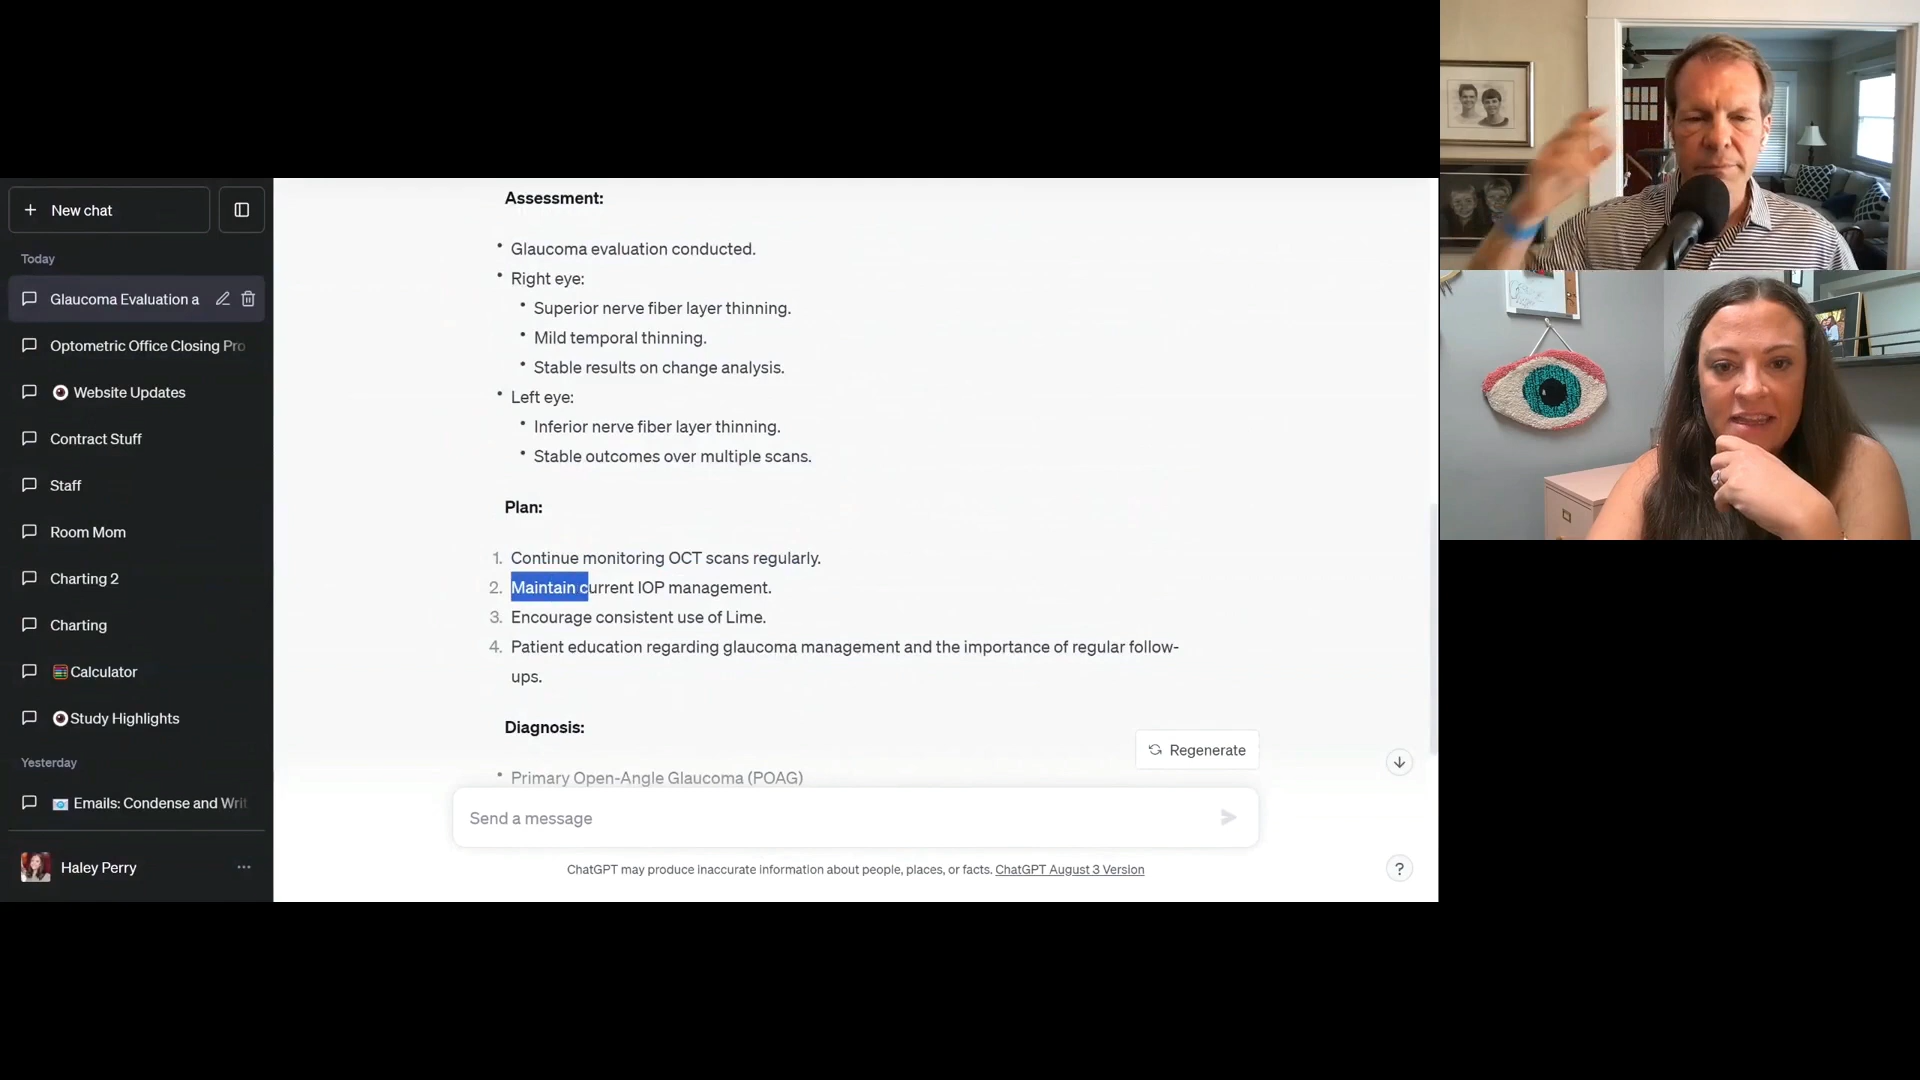 New chat
Today
Glaucoma Evaluation a
Optometric Office Closing Pro
Website Updates
Contract Stuff
Staff
Room Mom
Charting 2
Charting
Calculator
Study Highlights
Yesterday
Emails: Condense and Writ
Haley Perry
Assessment:
Glaucoma evaluation conducted.
Right eye:
Superior nerve fiber layer thinning.
Mild temporal thinning.
Stable results on change analysis.
Left eye:
Inferior nerve fiber layer thinning.
Stable outcomes over multiple scans.
Plan:
1. Continue monitoring OCT scans regularly.
2. Maintain current IOP management.
3. Encourage consistent use of Lime.
4. Patient education regarding glaucoma management and the importance of regular follow-
ups.
Diagnosis:
Primary Open-Angle Glaucoma (POAG)
Regenerate
Send a message
ChatGPT may produce inaccurate information about people, places, or facts. ChatGPT August 3 Version
?